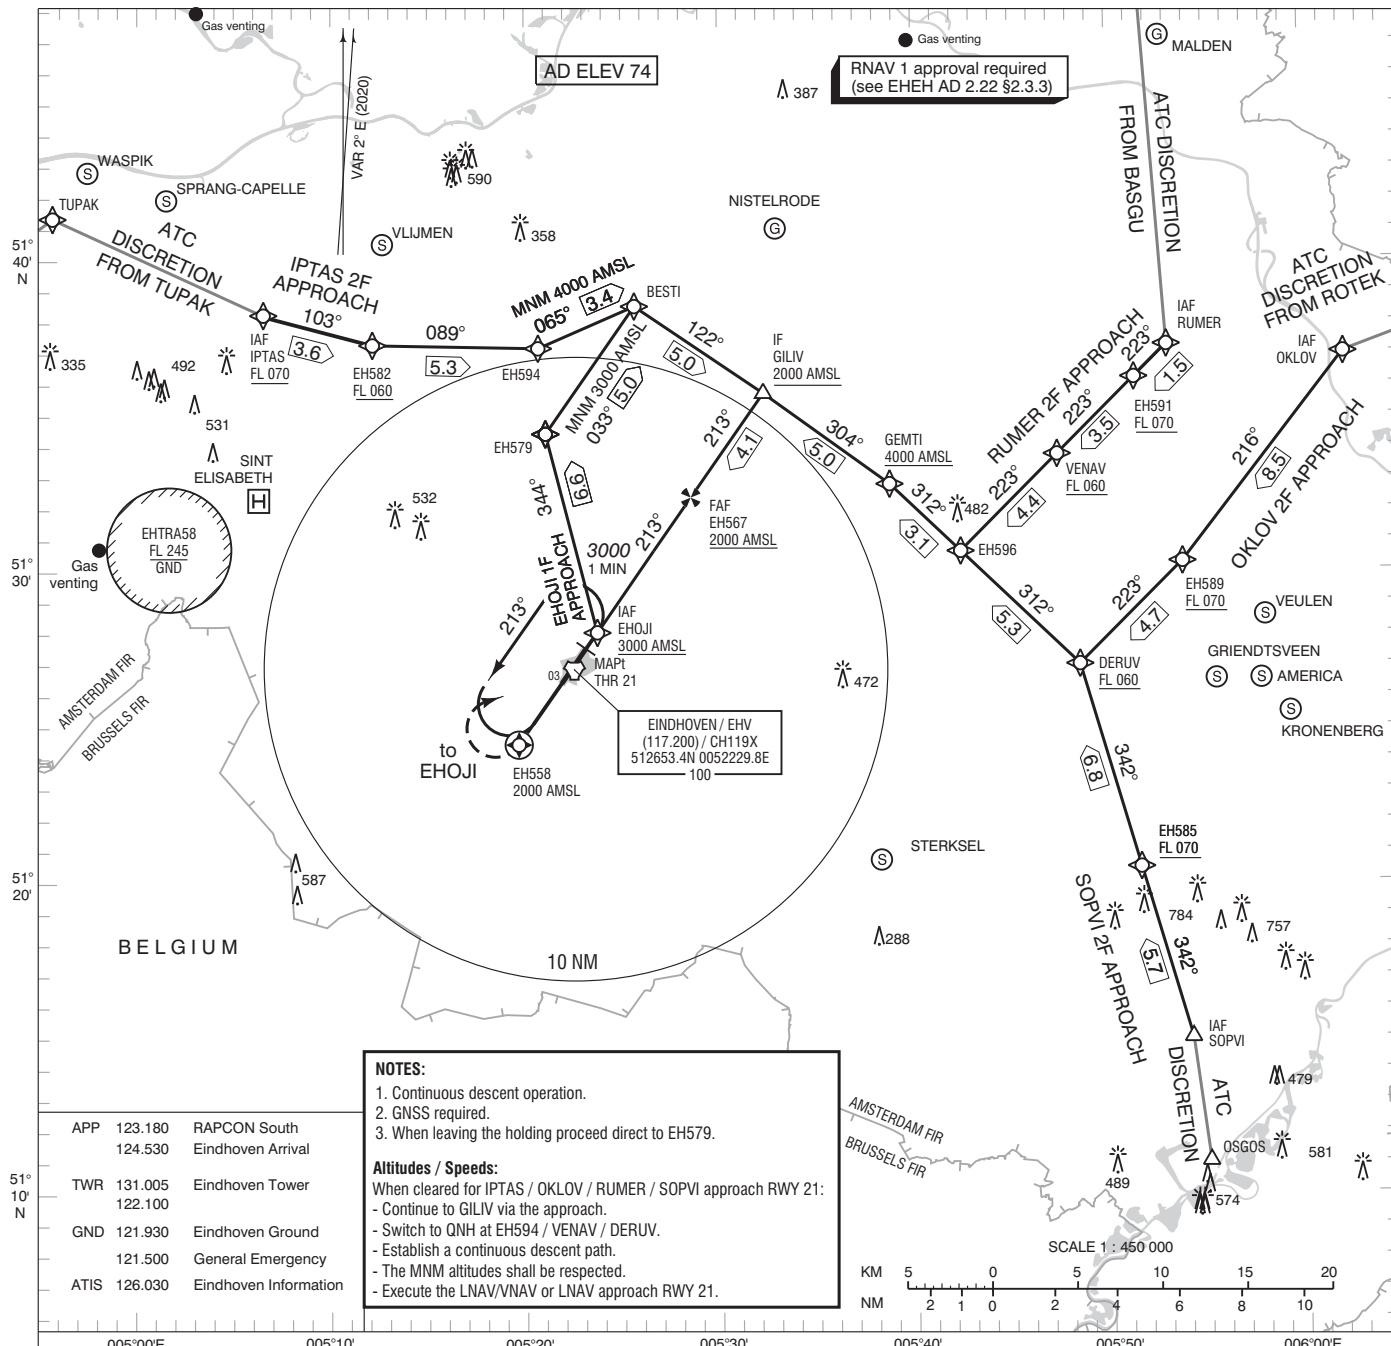 Gas venting
AD ELEV 74
Gas venting
RNAV 1 approval required
(see EHEH AD 2.22 §2.3.3)
G
MALDEN
VAR 2° E (2020)
387
ATC DISCRETION
FROM BASGU
WASPIK
S
SPRANG-CAPELLE
S
590
TUPAK
VLIJMEN
S
358
NISTELRODE
G
ATC
DISCRETION
FROM TUPAK
51°
40'
N
IPTAS 2F
APPROACH
MNM 4000 AMSL
065°
3.4
BESTI
ATC
DISCRETION
FROM ROTEK
103°
3.6
089°
5.3
IAF
IPTAS
FL 070
EH582
FL 060
EH594
MNM 3000 AMSL
033°
5.0
122°
5.0
IF
GILIV
2000 AMSL
IAF
RUMER
IAF
OKLOV
RUMER 2F APPROACH
223°
1.5
335
492
531
EH591
FL 070
223°
3.5
213°
4.1
304°
5.0
GEMTI
4000 AMSL
VENAV
FL 060
216°
8.5
OKLOV 2F APPROACH
EH579
SINT
ELISABETH
H
344°
6.6
532
FAF
EH567
2000 AMSL
213°
312°
3.1
482
223°
4.4
EH596
EHTRA58
FL 245
GND
Gas
venting
51°
30'
3000
1 MIN
EHOJI 1F
APPROACH
213°
312°
5.3
223°
4.7
EH589
FL 070
S
VEULEN
IAF
EHOJI
3000 AMSL
MAPt
THR 21
03
DERUV
FL 060
GRIENDTSVEEN
S
S
AMERICA
S
KRONENBERG
AMSTERDAM FIR
BRUSSELS FIR
472
EINDHOVEN / EHV
(117.200) / CH119X
512653.4N 0052229.8E
100
to
EHOJI
EH558
2000 AMSL
342°
6.8
EH585
FL 070
STERKSEL
S
587
51°
20'
784
757
288
SOPVI 2F APPROACH
342°
5.7
BELGIUM
10 NM
IAF
SOPVI
ATC
DISCRETION
479
OSGOS
581
489
574
AMSTERDAM FIR
BRUSSELS FIR
NOTES:
1. Continuous descent operation.
2. GNSS required.
3. When leaving the holding proceed direct to EH579.
Altitudes / Speeds:
When cleared for IPTAS / OKLOV / RUMER / SOPVI approach RWY 21:
- Continue to GILIV via the approach.
- Switch to QNH at EH594 / VENAV / DERUV.
- Establish a continuous descent path.
- The MNM altitudes shall be respected.
- Execute the LNAV/VNAV or LNAV approach RWY 21.
APP 123.180 RAPCON South
124.530 Eindhoven Arrival
TWR 131.005 Eindhoven Tower
122.100
GND 121.930 Eindhoven Ground
121.500 General Emergency
ATIS 126.030 Eindhoven Information
51°
10'
N
SCALE 1 : 450 000
KM 5 0 5 10 15 20
NM 2 1 0 2 4 6 8 10
005°00'E 005°10' 005°20' 005°30' 005°40' 005°50' 006°00'E